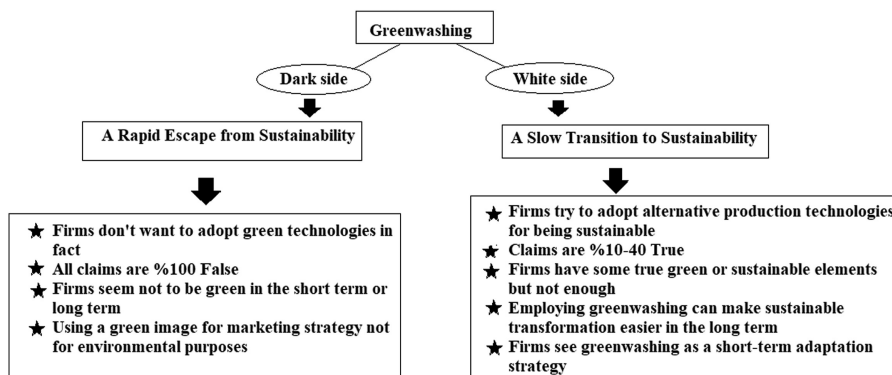 Greenwashing
Dark side
White side
A Rapid Escape from Sustainability
A Slow Transition to Sustainability
Firms don't want to adopt green technologies in
fact
All claims are %100 False
Firms seem not to be green in the short term or
long term
Using a green image for marketing strategy not
for environmental purposes
Firms try to adopt alternative production technologies
for being sustainable
Claims are %10-40 True
Firms have some true green or sustainable elements
but not enough
Employing greenwashing can make sustainable
transformation easier in the long term
Firms see greenwashing as a short-term adaptation
strategy